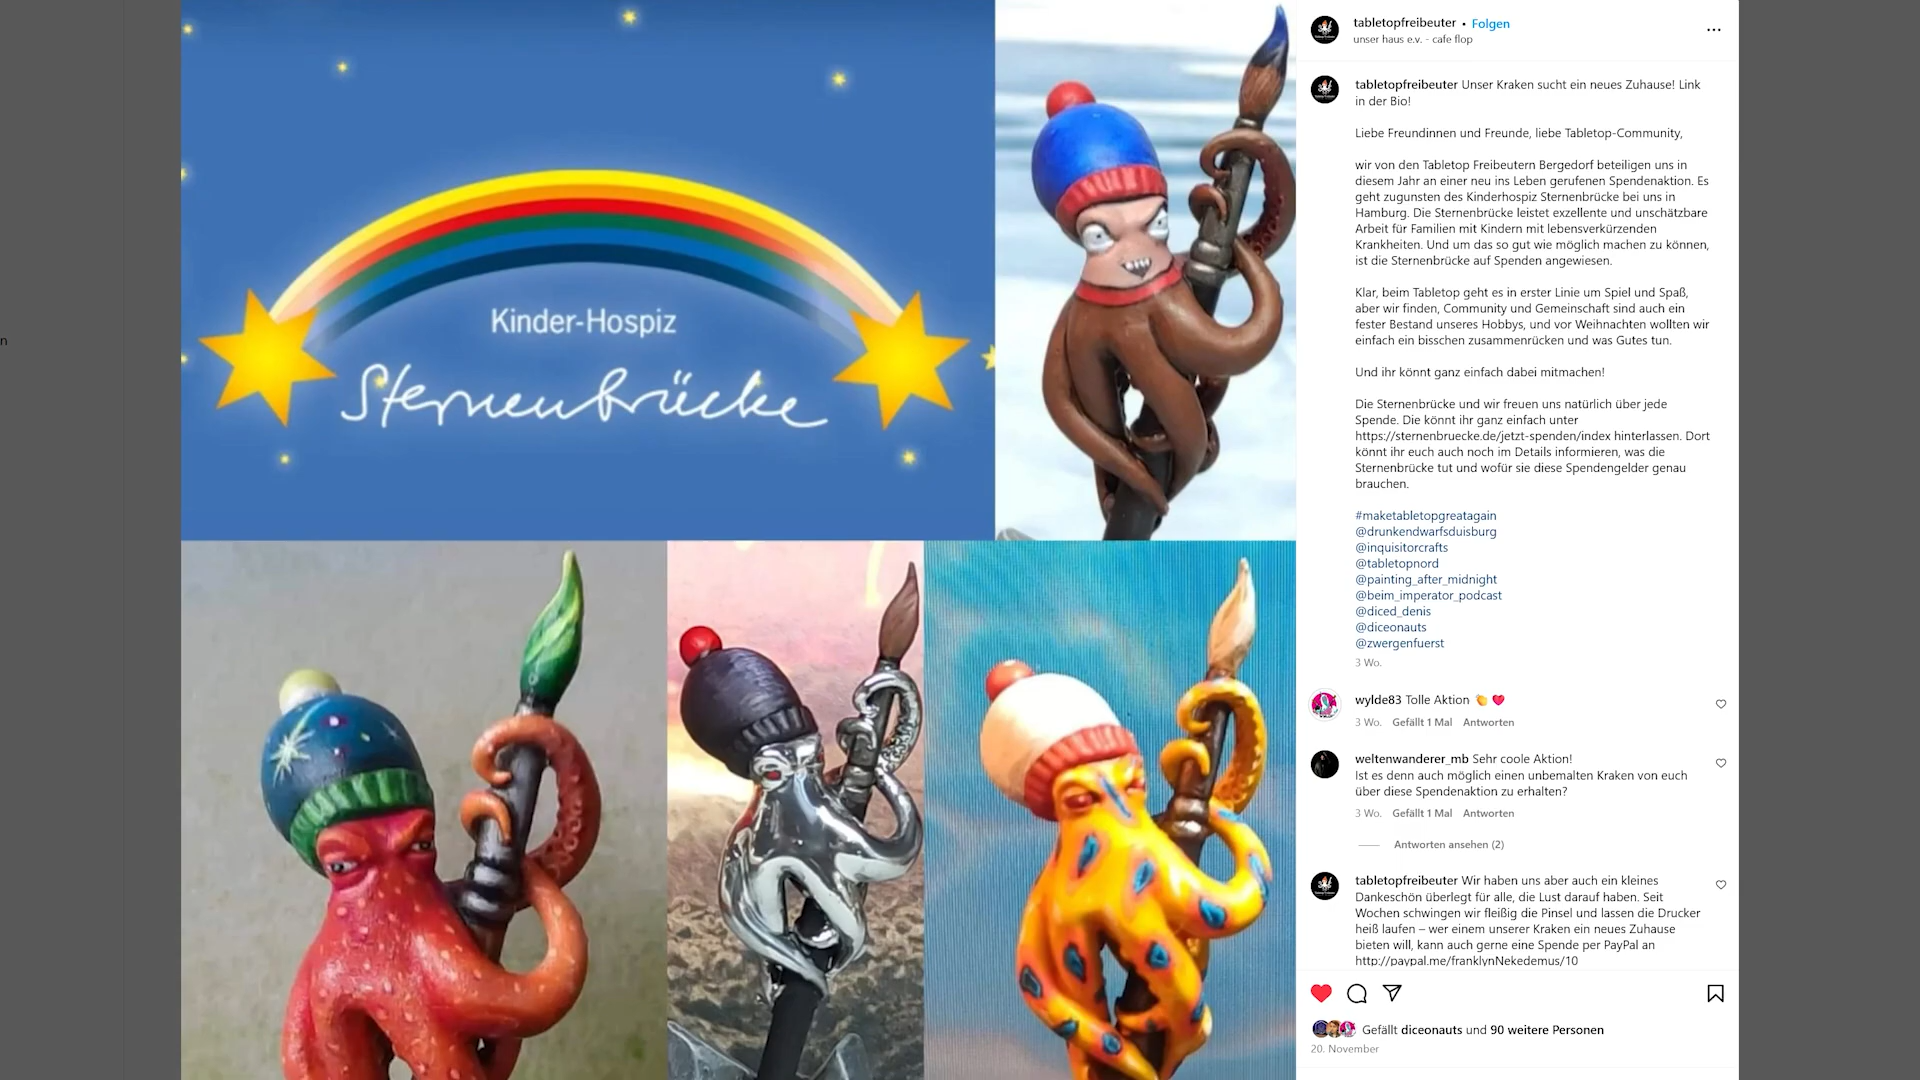 n
Kinder-Hospiz
Sternenbrücke
tabletopfreibeuter • Folgen
unser haus e.v. - cafe flop
tabletopfreibeuter Unser Kraken sucht ein neues Zuhause! Link
in der Bio!
Liebe Freundinnen und Freunde, liebe Tabletop-Community,
wir von den Tabletop Freibeutern Bergedorf beteiligen uns in
diesem Jahr an einer neu ins Leben gerufenen Spendenaktion. Es
geht zugunsten des Kinderhospiz Sternenbrücke bei uns in
Hamburg. Die Sternenbrücke leistet exzellente und unschätzbare
Arbeit für Familien mit Kindern mit lebensverkürzenden
Krankheiten. Und um das so gut wie möglich machen zu können,
ist die Sternenbrücke auf Spenden angewiesen.
Klar, beim Tabletop geht es in erster Linie um Spiel und Spaß,
aber wir finden, Community und Gemeinschaft sind auch ein
fester Bestand unseres Hobbys, und vor Weihnachten wollten wir
einfach ein bisschen zusammenrücken und was Gutes tun.
Und ihr könnt ganz einfach dabei mitmachen!
Die Sternenbrücke und wir freuen uns natürlich über jede
Spende. Die könnt ihr ganz einfach unter
https://sternenbruecke.de/jetzt-spenden/index hinterlassen. Dort
könnt ihr euch auch noch im Details informieren, was die
Sternenbrücke tut und wofür sie diese Spendengelder genau
brauchen.
#maketabletopgreatagain
@drunkendwarfsduisburg
@inquisitorcrafts
@tabletopnord
@painting_after_midnight
@beim_imperator_podcast
@diced_denis
@diceonauts
@zwergenfuerst
3 Wo.
wylde83 Tolle Aktion 👏 ❤️
3 Wo. Gefällt 1 Mal Antworten
weltenwanderer_mb Sehr coole Aktion!
Ist es denn auch möglich einen unbemalten Kraken von euch
über diese Spendenaktion zu erhalten?
3 Wo. Gefällt 1 Mal Antworten
Antworten ansehen (2)
tabletopfreibeuter Wir haben uns aber auch ein kleines
Dankeschön überlegt für alle, die Lust darauf haben. Seit
Wochen schwingen wir fleißig die Pinsel und lassen die Drucker
heiß laufen – wer einem unserer Kraken ein neues Zuhause
bieten will, kann auch gerne eine Spende per PayPal an
http://paypal.me/franklynNekedemus/10
Gefällt diceonauts und 90 weitere Personen
20. November